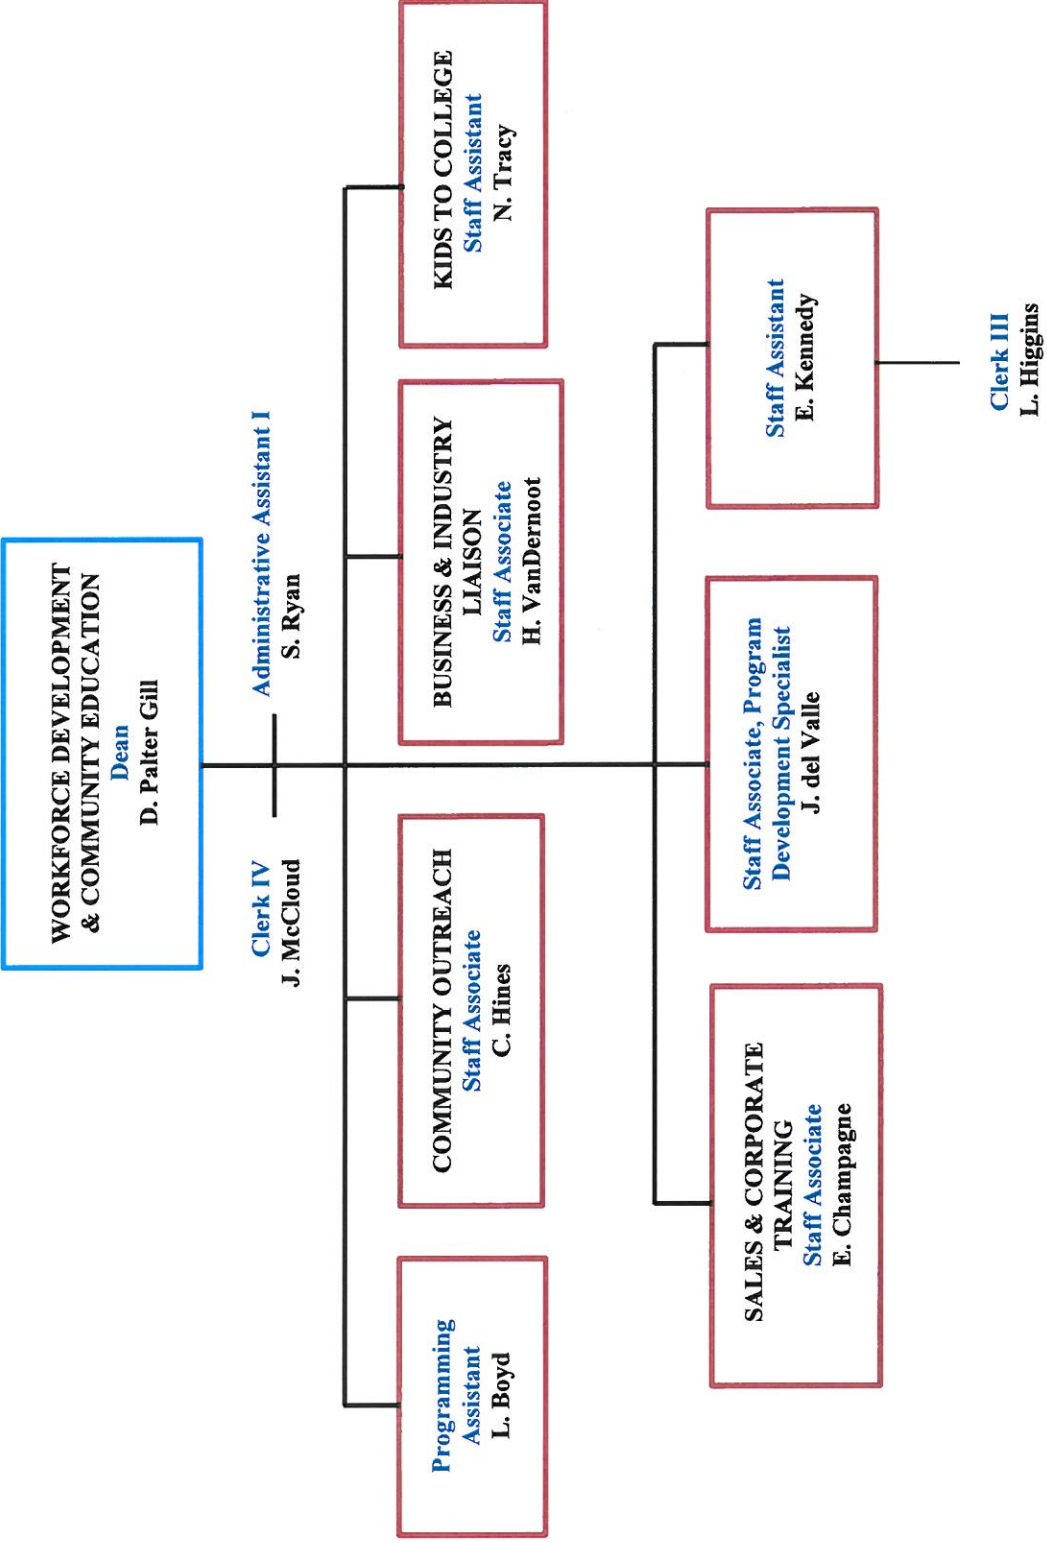 WORKFORCE DEVELOPMENT
& COMMUNITY EDUCATION
Dean
D. Palter Gill
Clerk IV
J. McCloud
Administrative Assistant I
S. Ryan
Programming
Assistant
L. Boyd
COMMUNITY OUTREACH
Staff Associate
C. Hines
BUSINESS & INDUSTRY
LIAISON
Staff Associate
H. VanDernoot
KIDS TO COLLEGE
Staff Assistant
N. Tracy
SALES & CORPORATE
TRAINING
Staff Associate
E. Champagne
Staff Associate, Program
Development Specialist
J. del Valle
Staff Assistant
E. Kennedy
Clerk III
L. Higgins